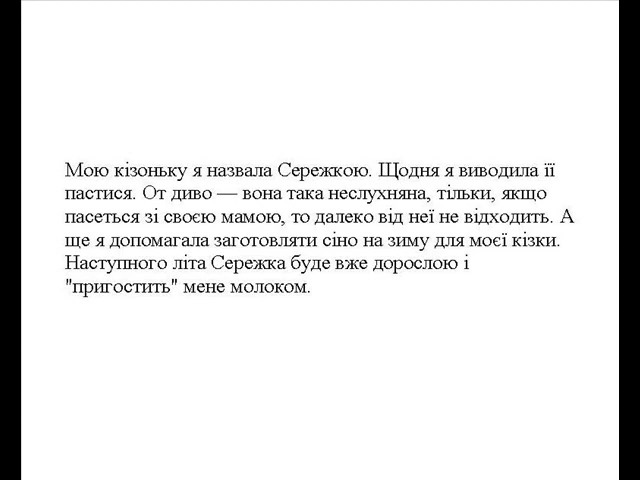 Мою кізоньку я назвала Сережкою. Щодня я виводила її
пастися. От диво — вона така неслухняна, тільки, якщо
пасеться зі своєю мамою, то далеко від неї не відходить. А
ще я допомагала заготовляти сіно на зиму для моєї кізки.
Наступного літа Сережка буде вже дорослою і
"пригостить" мене молоком.